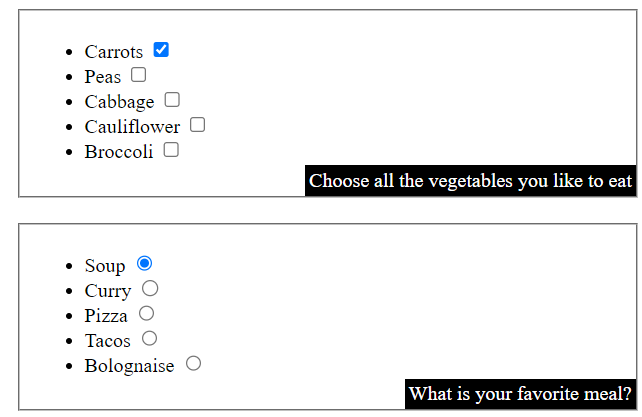 Carrots
Peas
Cabbage
Cauliflower
Broccoli
Choose all the vegetables you like to eat
Soup
Curry
Pizza
Tacos
Bolognaise
What is your favorite meal?